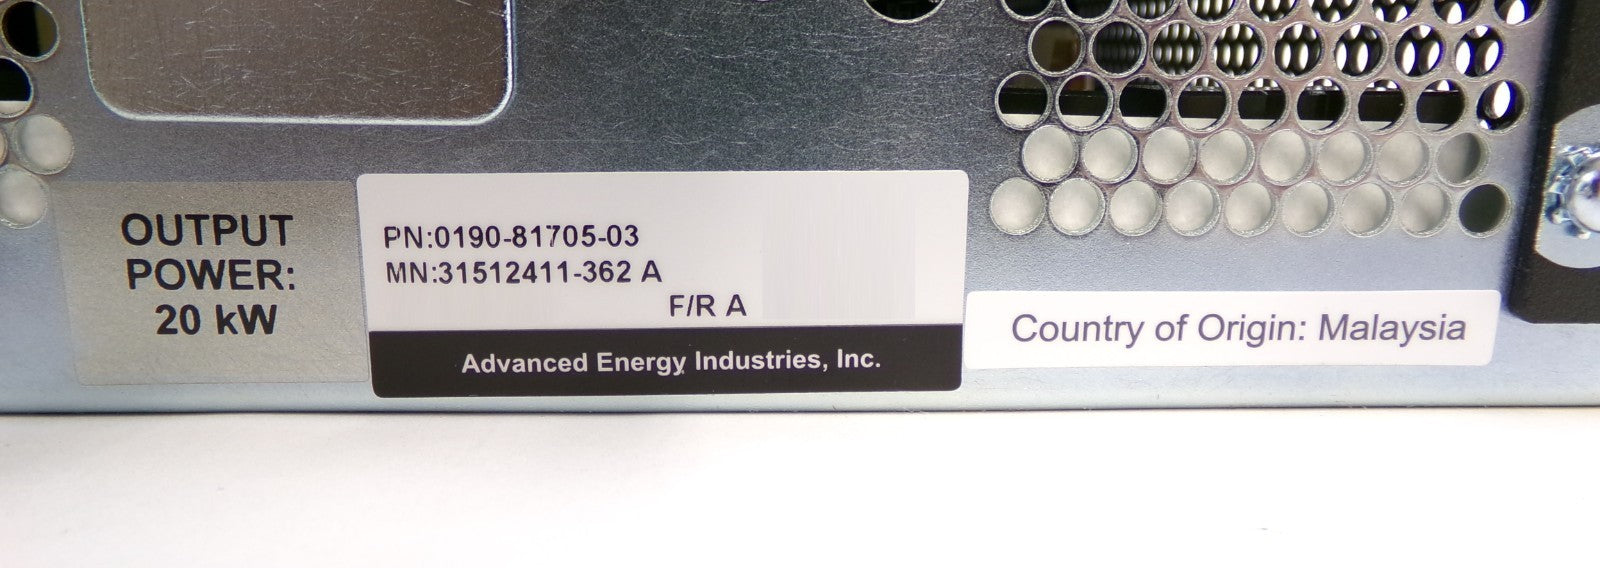 OUTPUT
POWER:
20 kW
PN:0190-81705-03
MN:31512411-362 A
F/R A
Advanced Energy Industries, Inc.
Country of Origin: Malaysia